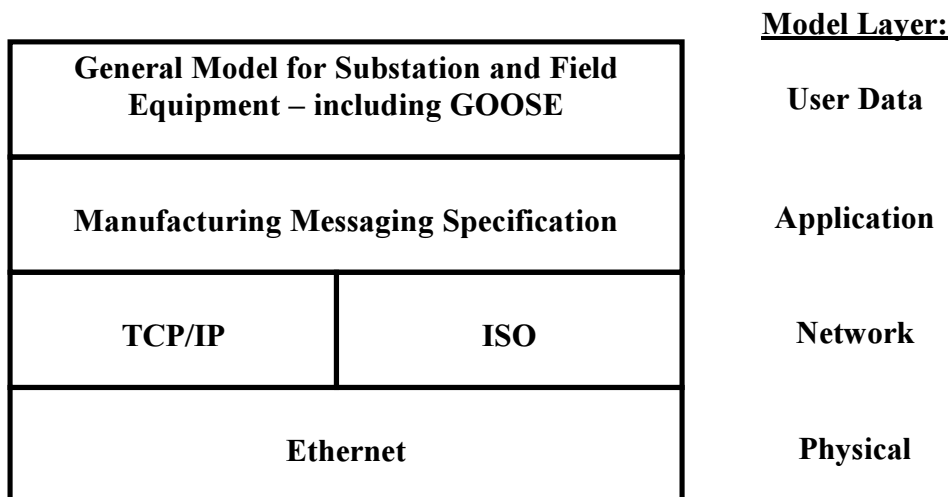 Model Layer:
General Model for Substation and Field
Equipment – including GOOSE
User Data
Manufacturing Messaging Specification
Application
TCP/IP
ISO
Network
Ethernet
Physical